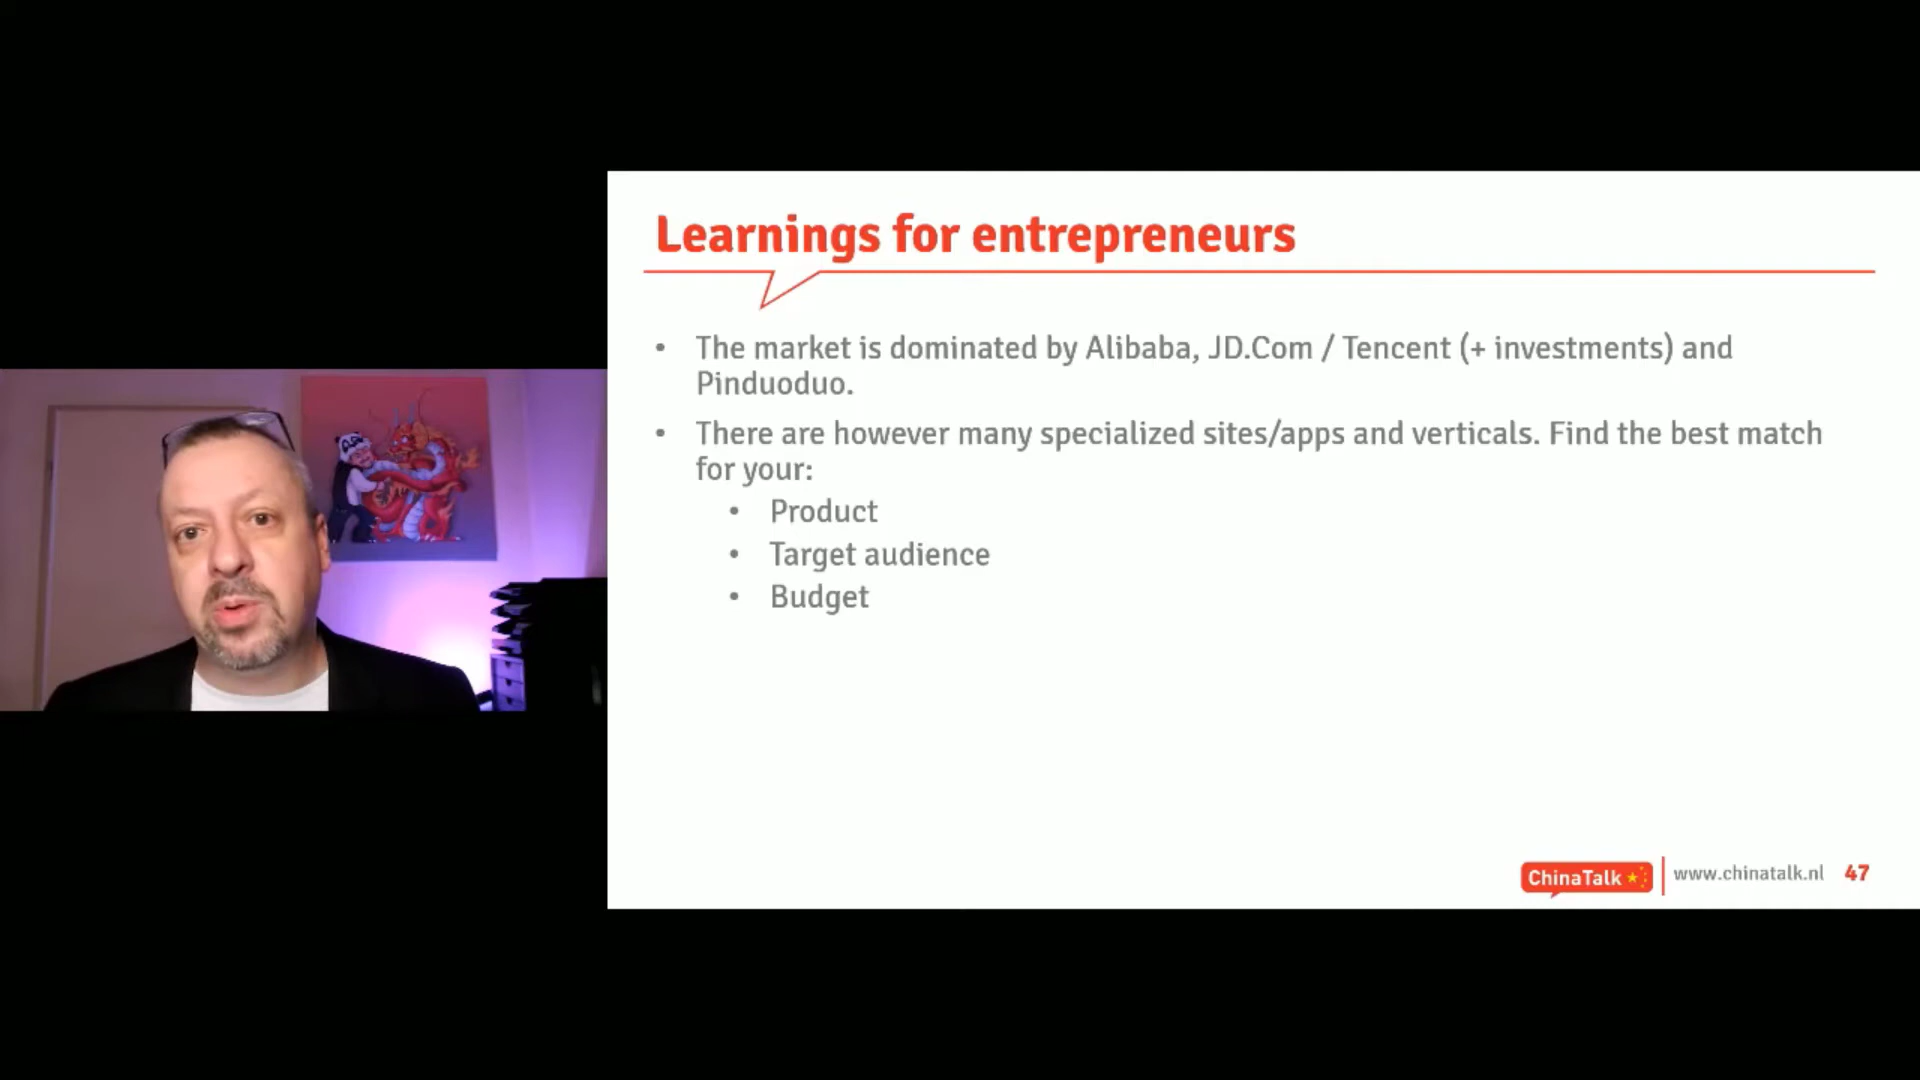 Learnings for entrepreneurs
• The market is dominated by Alibaba, JD.Com / Tencent (+ investments) and
Pinduoduo.
• There are however many specialized sites/apps and verticals. Find the best match
for your:
• Product
• Target audience
• Budget
ChinaTalk | www.chinatalk.nl 47